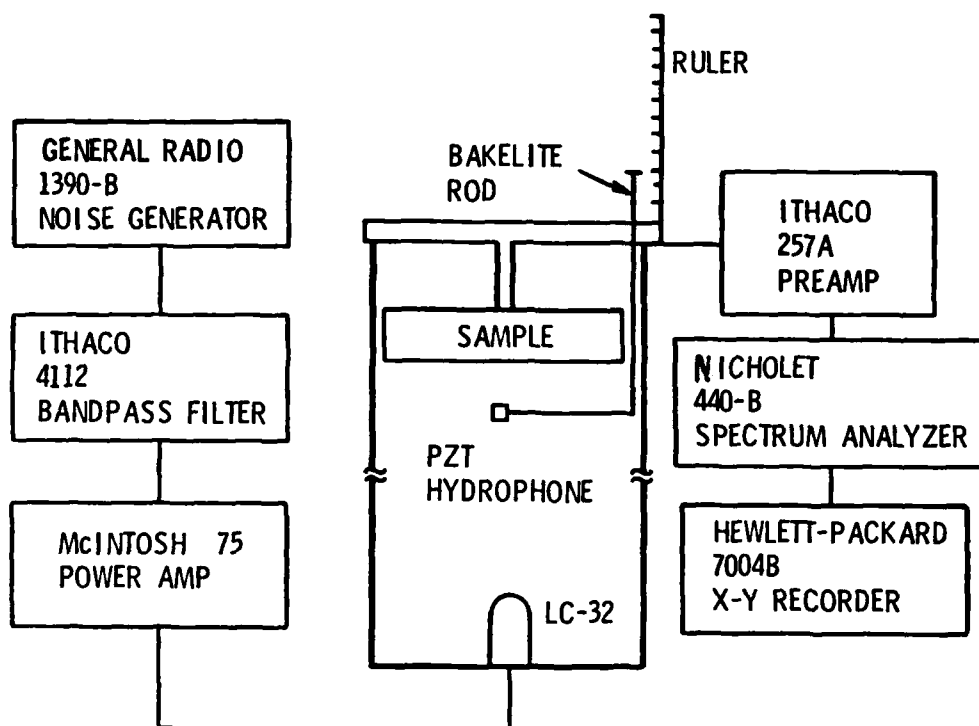 GENERAL RADIO
1390-B
NOISE GENERATOR
ITHACO
4112
BANDPASS FILTER
McINTOSH 75
POWER AMP
RULER
BAKELITE
ROD
SAMPLE
PZT
HYDROPHONE
LC-32
ITHACO
257A
PREAMP
NICHOLET
440-B
SPECTRUM ANALYZER
HEWLETT-PACKARD
7004B
X-Y RECORDER